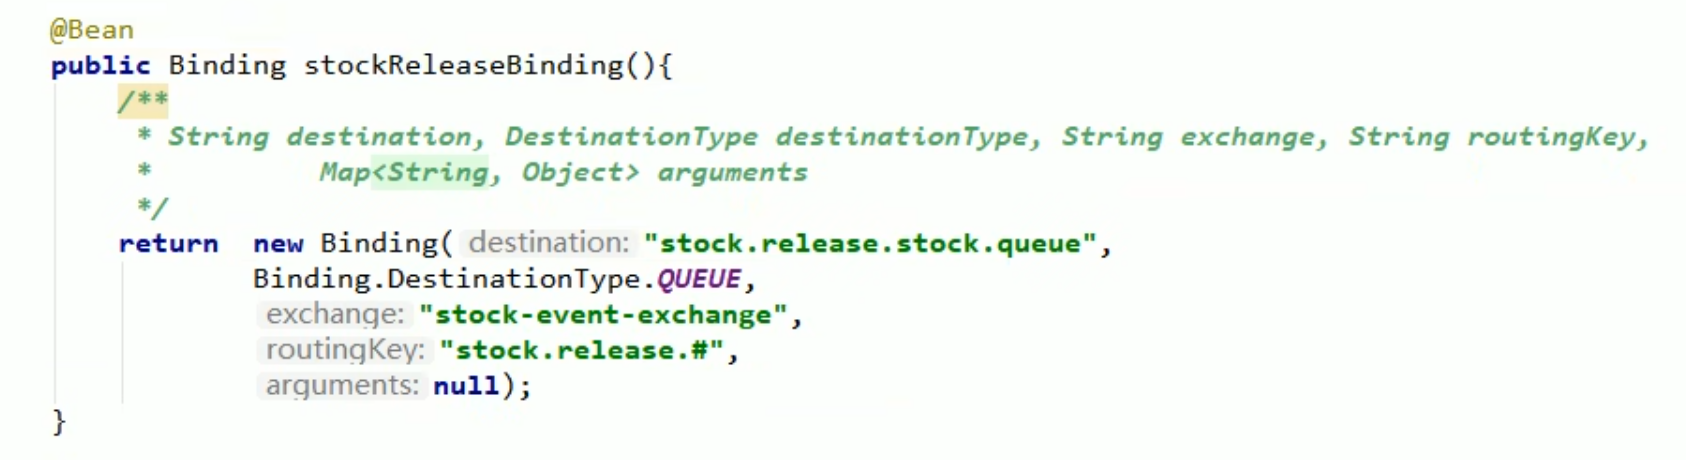 @Bean
public Binding stockReleaseBinding(){
/**
* String destination, DestinationType destinationType, String exchange, String routingKey,
* Map<String, Object> arguments
*/
return new Binding( destination: "stock.release.stock.queue",
Binding.DestinationType.QUEUE,
exchange: "stock-event-exchange",
routingKey: "stock.release.#",
arguments: null);
}